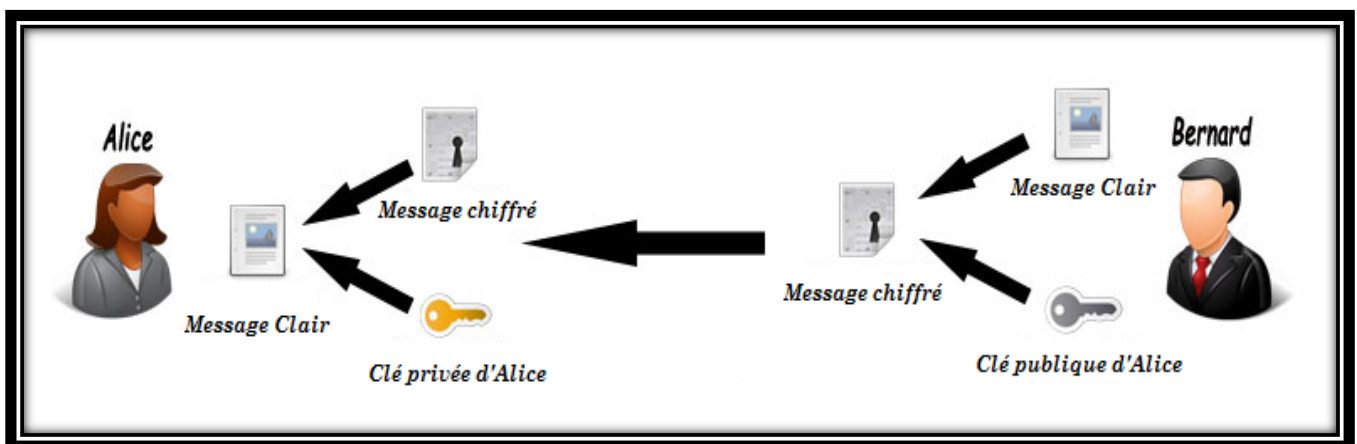 Alice
Bernard
Message chiffré
Message Clair
Message Clair
Message chiffré
Clé privée d'Alice
Clé publique d'Alice